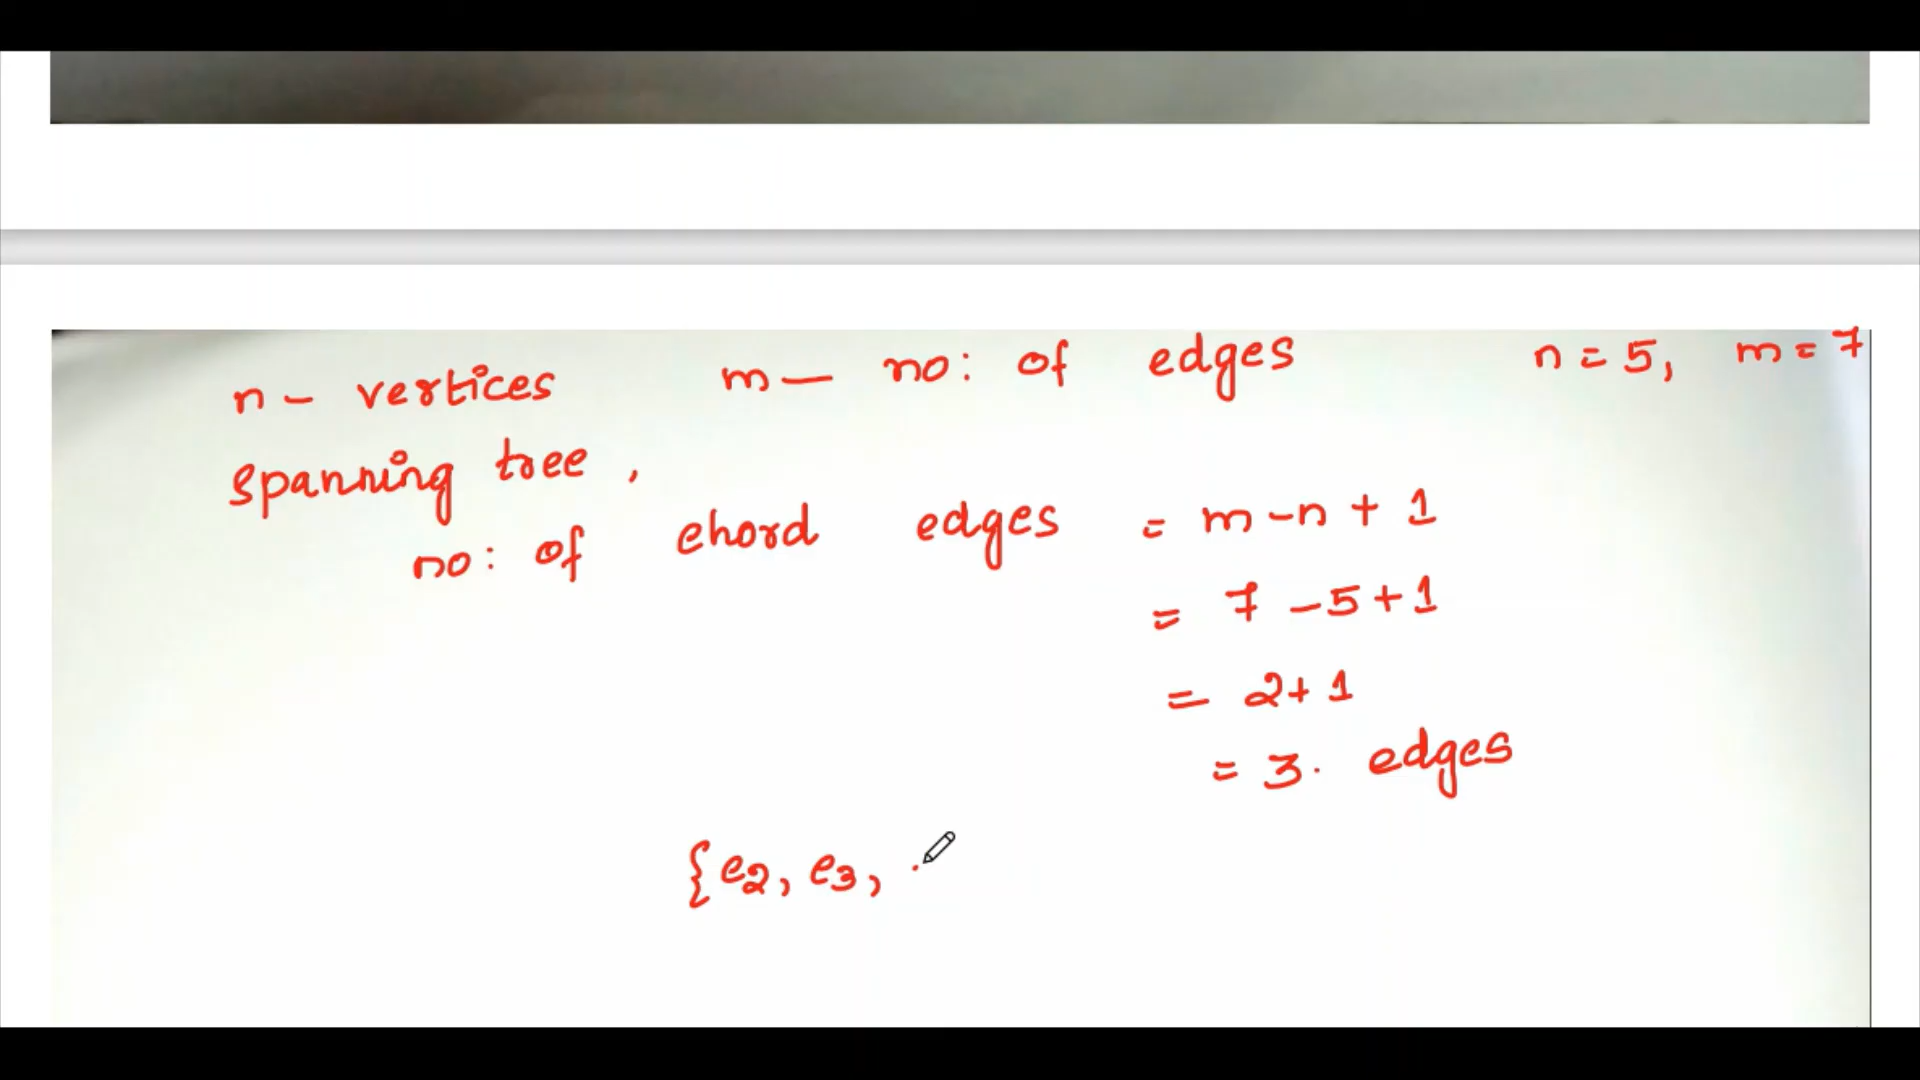 n - vertices m - no: of edges n = 5, m = 7
spanning tree,
no: of chord edges = m - n + 1
= 7 - 5 + 1
= 2 + 1
= 3. edges
{e2, e3, .